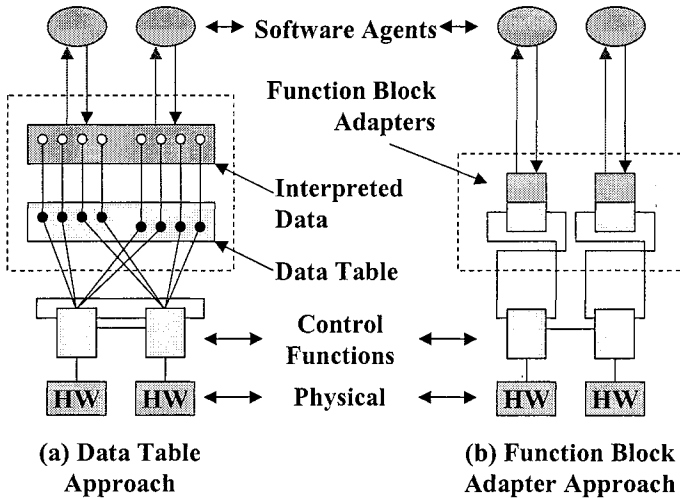 Software Agents
Function Block
Adapters
Interpreted
Data
Data Table
Control
Functions
HW
HW
Physical
HW
HW
(a) Data Table
Approach
(b) Function Block
Adapter Approach